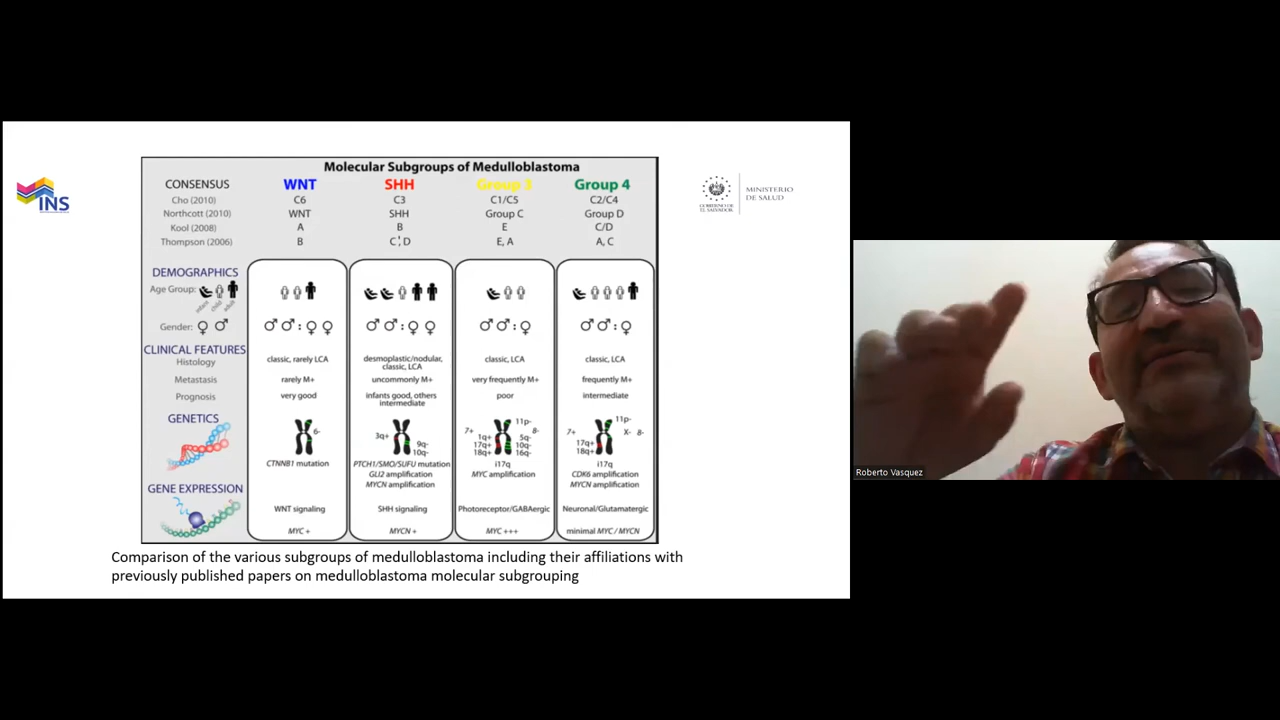 Molecular Subgroups of Medulloblastoma
CONSENSUS WNT SHH Group 3 Group 4
Cho (2010) C6 C3 C1/C5 C2/C4
Northcott (2010) WNT SHH Group C Group D
Kool (2008) A B E C/D
Thompson (2006) B C, D E, A A, C
DEMOGRAPHICS
Age Group:
infant child adult
Gender: ♀ ♂ ♂♂:♀♀ ♂♂:♀♀ ♂♂:♀ ♂♂:♀
CLINICAL FEATURES
Histology classic, rarely LCA desmoplastic/nodular, classic, LCA classic, LCA classic, LCA
Metastasis rarely M+ uncommonly M+ very frequently M+ frequently M+
Prognosis very good infants good, others intermediate poor intermediate
GENETICS
6-
3q+ 9q- 10q-
7+ 1q+ 17q+ 18q+ 11p- 8- 5q- 10q- 16q-
7+ 17q+ 18q+ 11p- X- 8-
CTNNB1 mutation PTCH1/SMO/SUFU mutation i17q i17q
GLI2 amplification MYC amplification CDK6 amplification
MYCN amplification MYCN amplification
GENE EXPRESSION
WNT signaling SHH signaling Photoreceptor/GABAergic Neuronal/Glutamatergic
MYC + MYCN + MYC +++ minimal MYC / MYCN
Comparison of the various subgroups of medulloblastoma including their affiliations with
previously published papers on medulloblastoma molecular subgrouping
INS
GOBIERNO DE
EL SALVADOR
MINISTERIO
DE SALUD
Roberto Vasquez